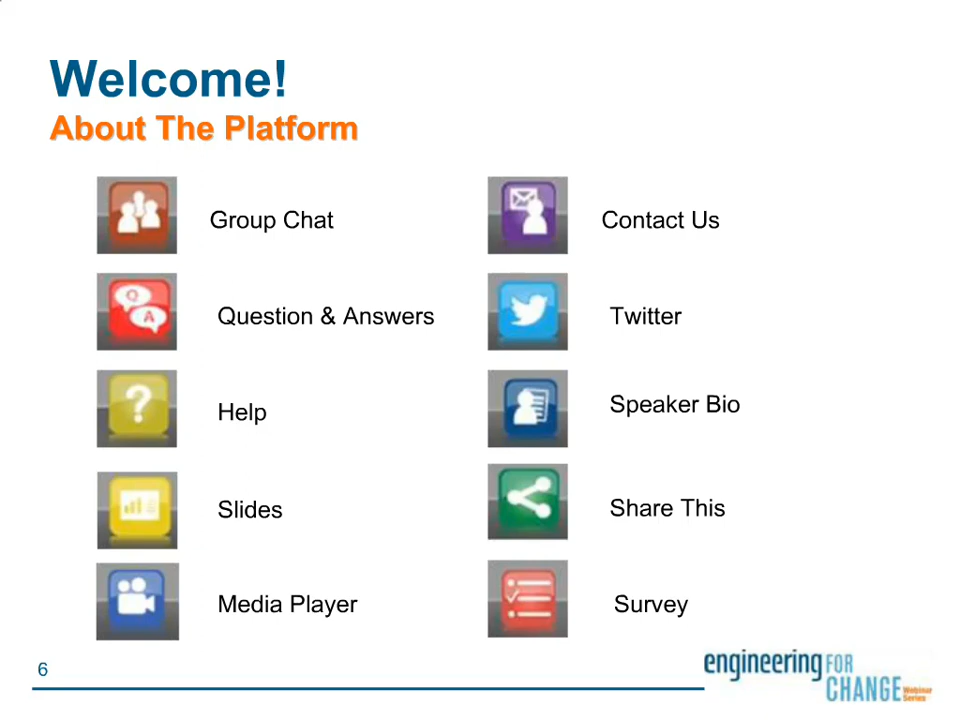 Welcome!
About The Platform
Group Chat
Contact Us
Q
A
Question & Answers
Twitter
?
Help
Speaker Bio
Slides
Share This
Media Player
Survey
6
engineering FOR
CHANGE Webinar
Series